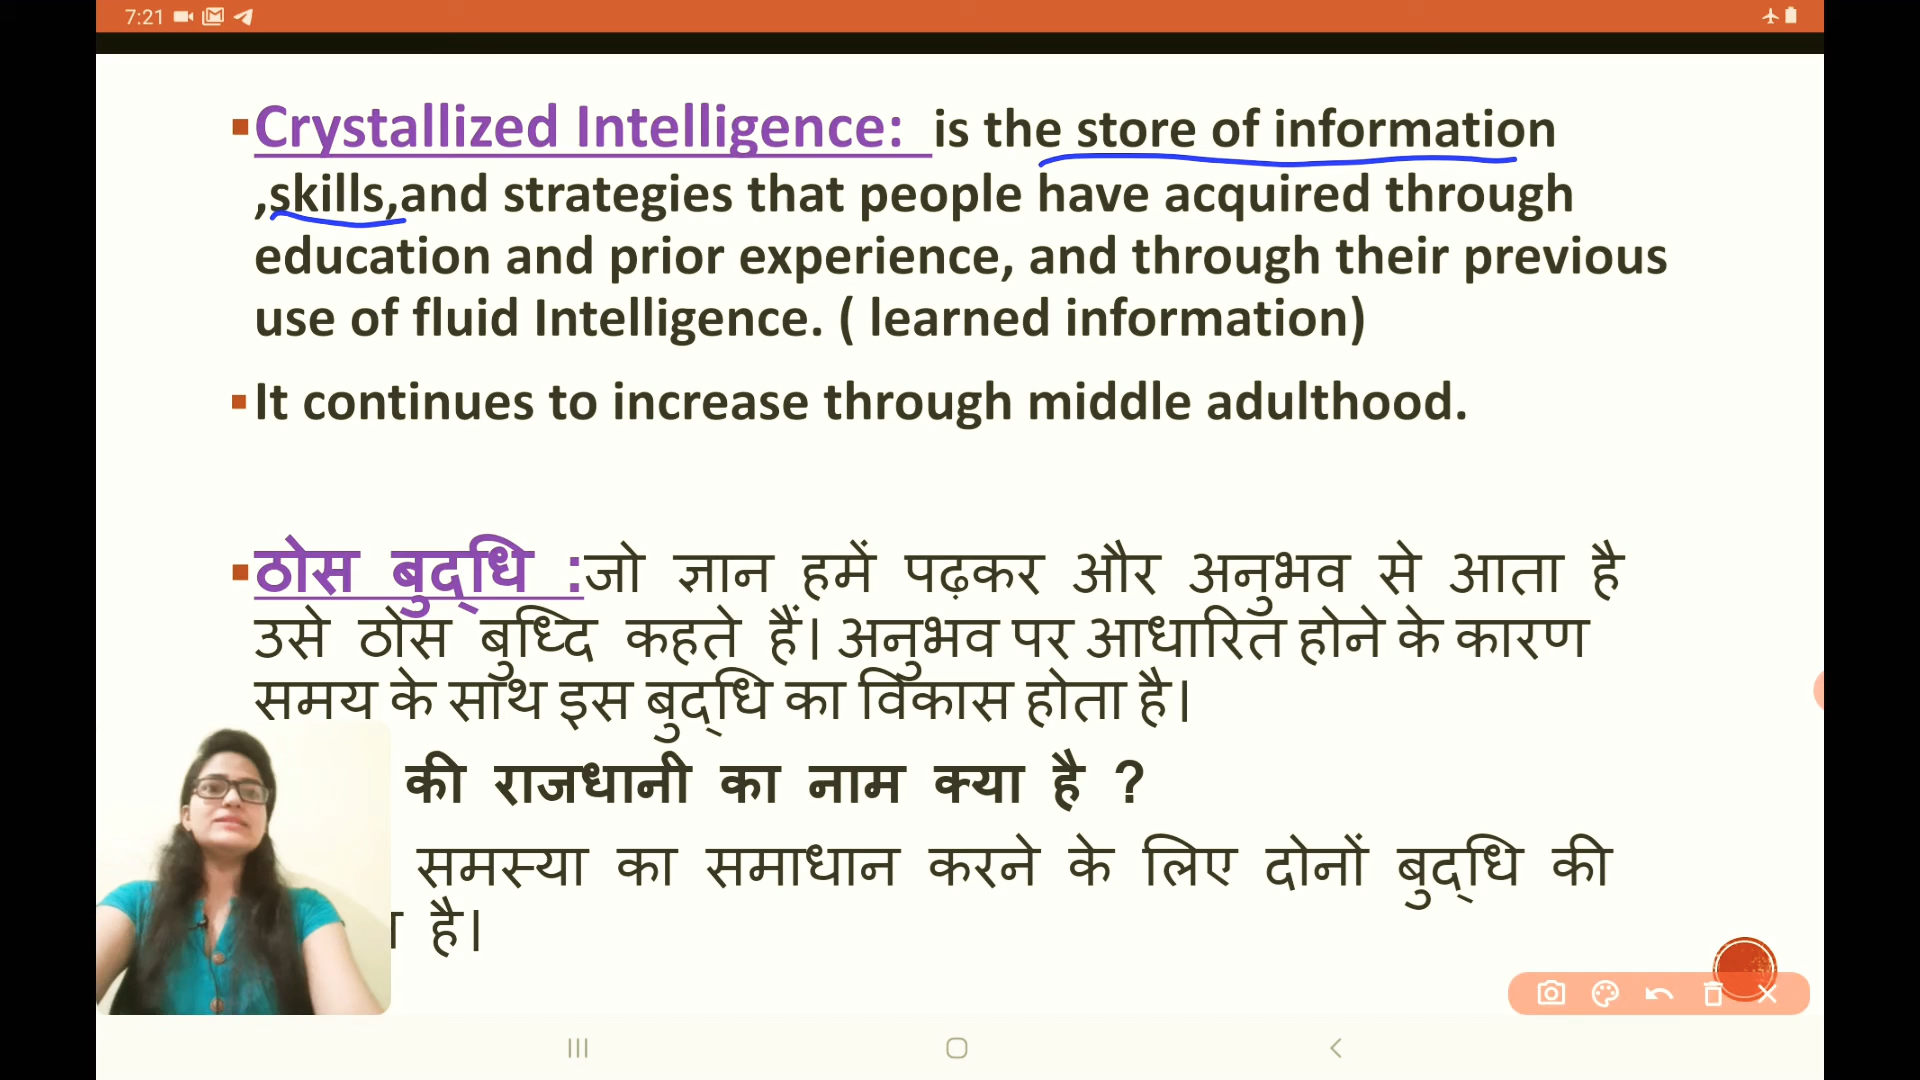 7:21
Crystallized Intelligence: is the store of information
,skills,and strategies that people have acquired through
education and prior experience, and through their previous
use of fluid Intelligence. ( learned information)
It continues to increase through middle adulthood.
ठोस बुद्धि :जो ज्ञान हमें पढ़कर और अनुभव से आता है
उसे ठोस बुध्दि कहते हैं। अनुभव पर आधारित होने के कारण
समय के साथ इस बुद्धि का विकास होता है।
की राजधानी का नाम क्या है ?
समस्या का समाधान करने के लिए दोनों बुद्धि की
है।